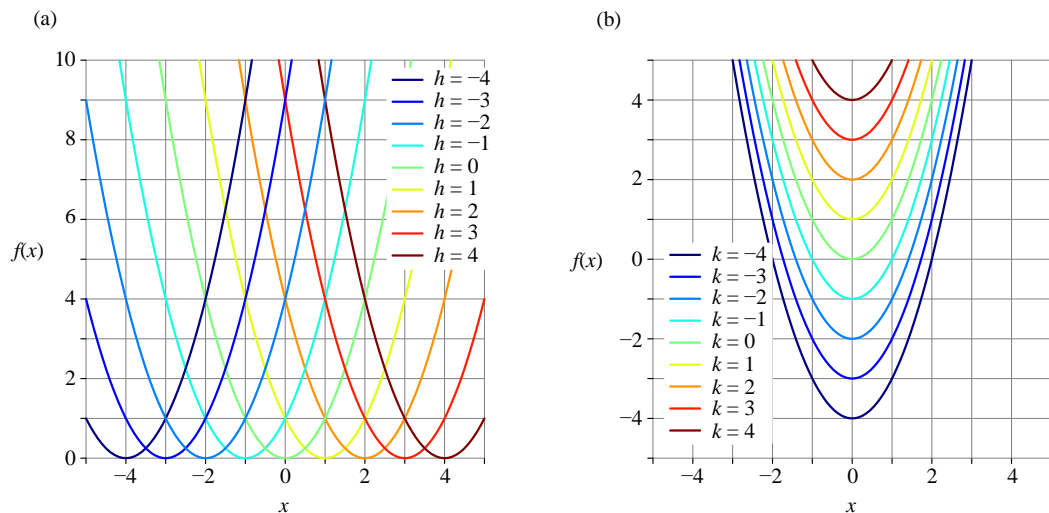 (a)
10
8
6
4
2
0
f(x)
−4 −2 0 2 4
x
h = −4
h = −3
h = −2
h = −1
h = 0
h = 1
h = 2
h = 3
h = 4
(b)
4
2
0
−2
−4
f(x)
−4 −2 0 2 4
x
k = −4
k = −3
k = −2
k = −1
k = 0
k = 1
k = 2
k = 3
k = 4